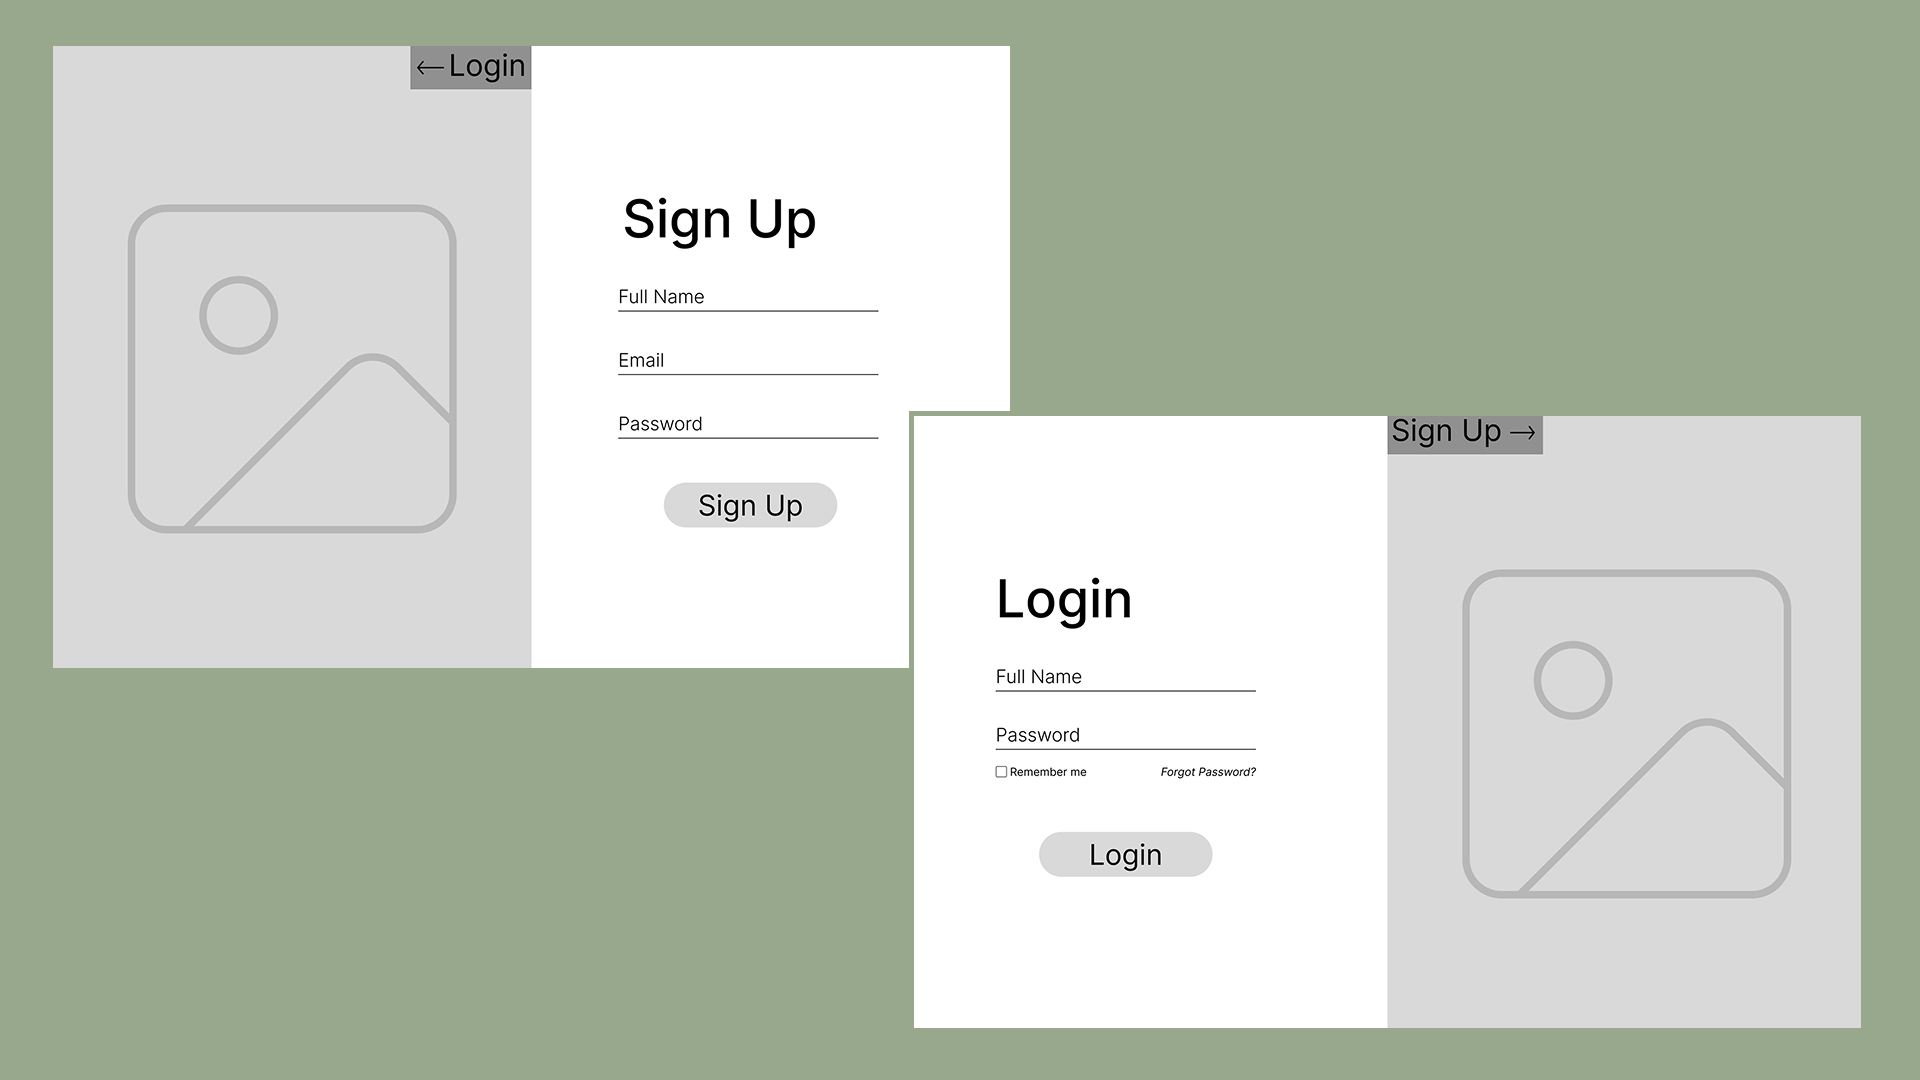 ←Login
Sign Up
Full Name
Email
Password
Sign Up
Sign Up→
Login
Full Name
Password
Remember me
Forgot Password?
Login